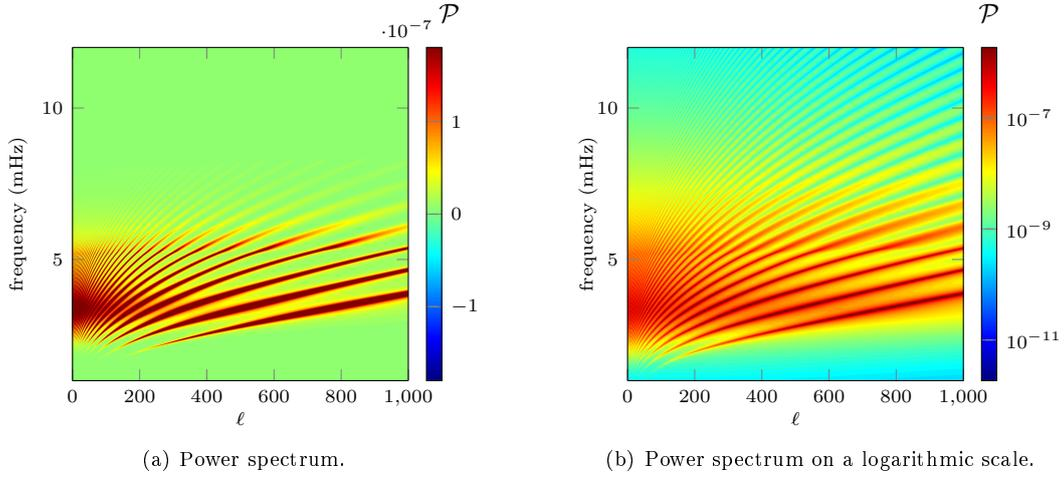 ·10⁻⁷ 𝒫
10
5
frequency (mHz)
0 200 400 600 800 1,000
ℓ
1
0
−1
(a) Power spectrum.
𝒫
10
5
frequency (mHz)
0 200 400 600 800 1,000
ℓ
10⁻⁷
10⁻⁹
10⁻¹¹
(b) Power spectrum on a logarithmic scale.